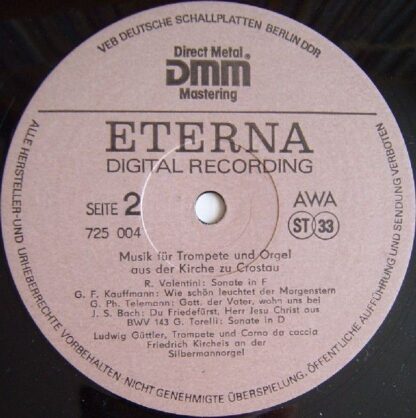 VEB DEUTSCHE SCHALLPLATTEN BERLIN DDR
Direct Metal
DMM®
Mastering
ETERNA
DIGITAL RECORDING
SEITE 2
725 004
AWA
ST 33
Musik für Trompete und Orgel
aus der Kirche zu Crostau
R. Valentini: Sonate in F
G. F. Kauffmann: Wie schön leuchtet der Morgenstern
G. Ph. Telemann: Gott, der Vater, wohn uns bei
J. S. Bach: Du Friedefürst, Herr Jesu Christ aus
BWV 143 G. Torelli: Sonate in D
Ludwig Güttler, Trompete und Corno da caccia
Friedrich Kircheis an der
Silbermannorgel
ALLE HERSTELLER- UND URHEBERRECHTE VORBEHALTEN · NICHT GENEHMIGTE ÜBERSPIELUNG, ÖFFENTLICHE AUFFÜHRUNG UND SENDUNG VERBOTEN